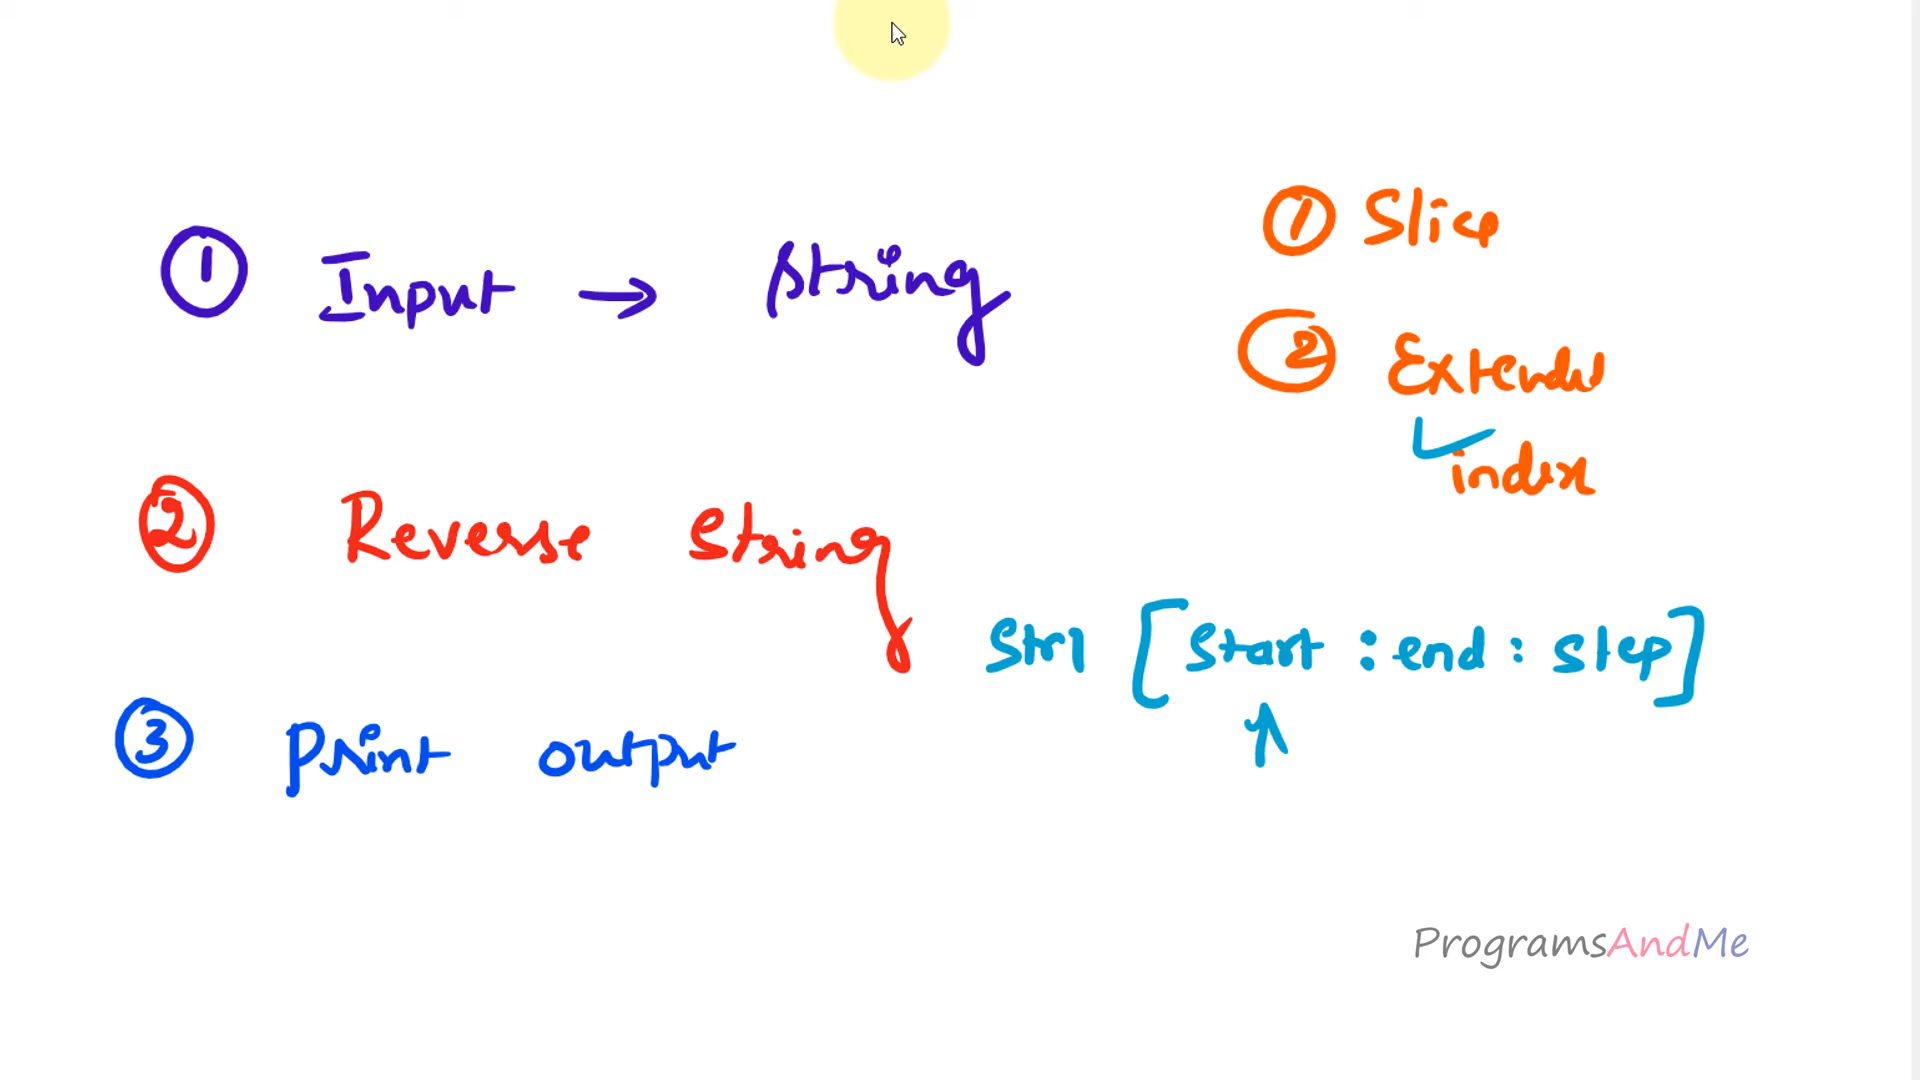 ① Input → string
② Reverse string
③ print output
① Slice
② Extended
index
str1 [start : end : step]
ProgramsAndMe